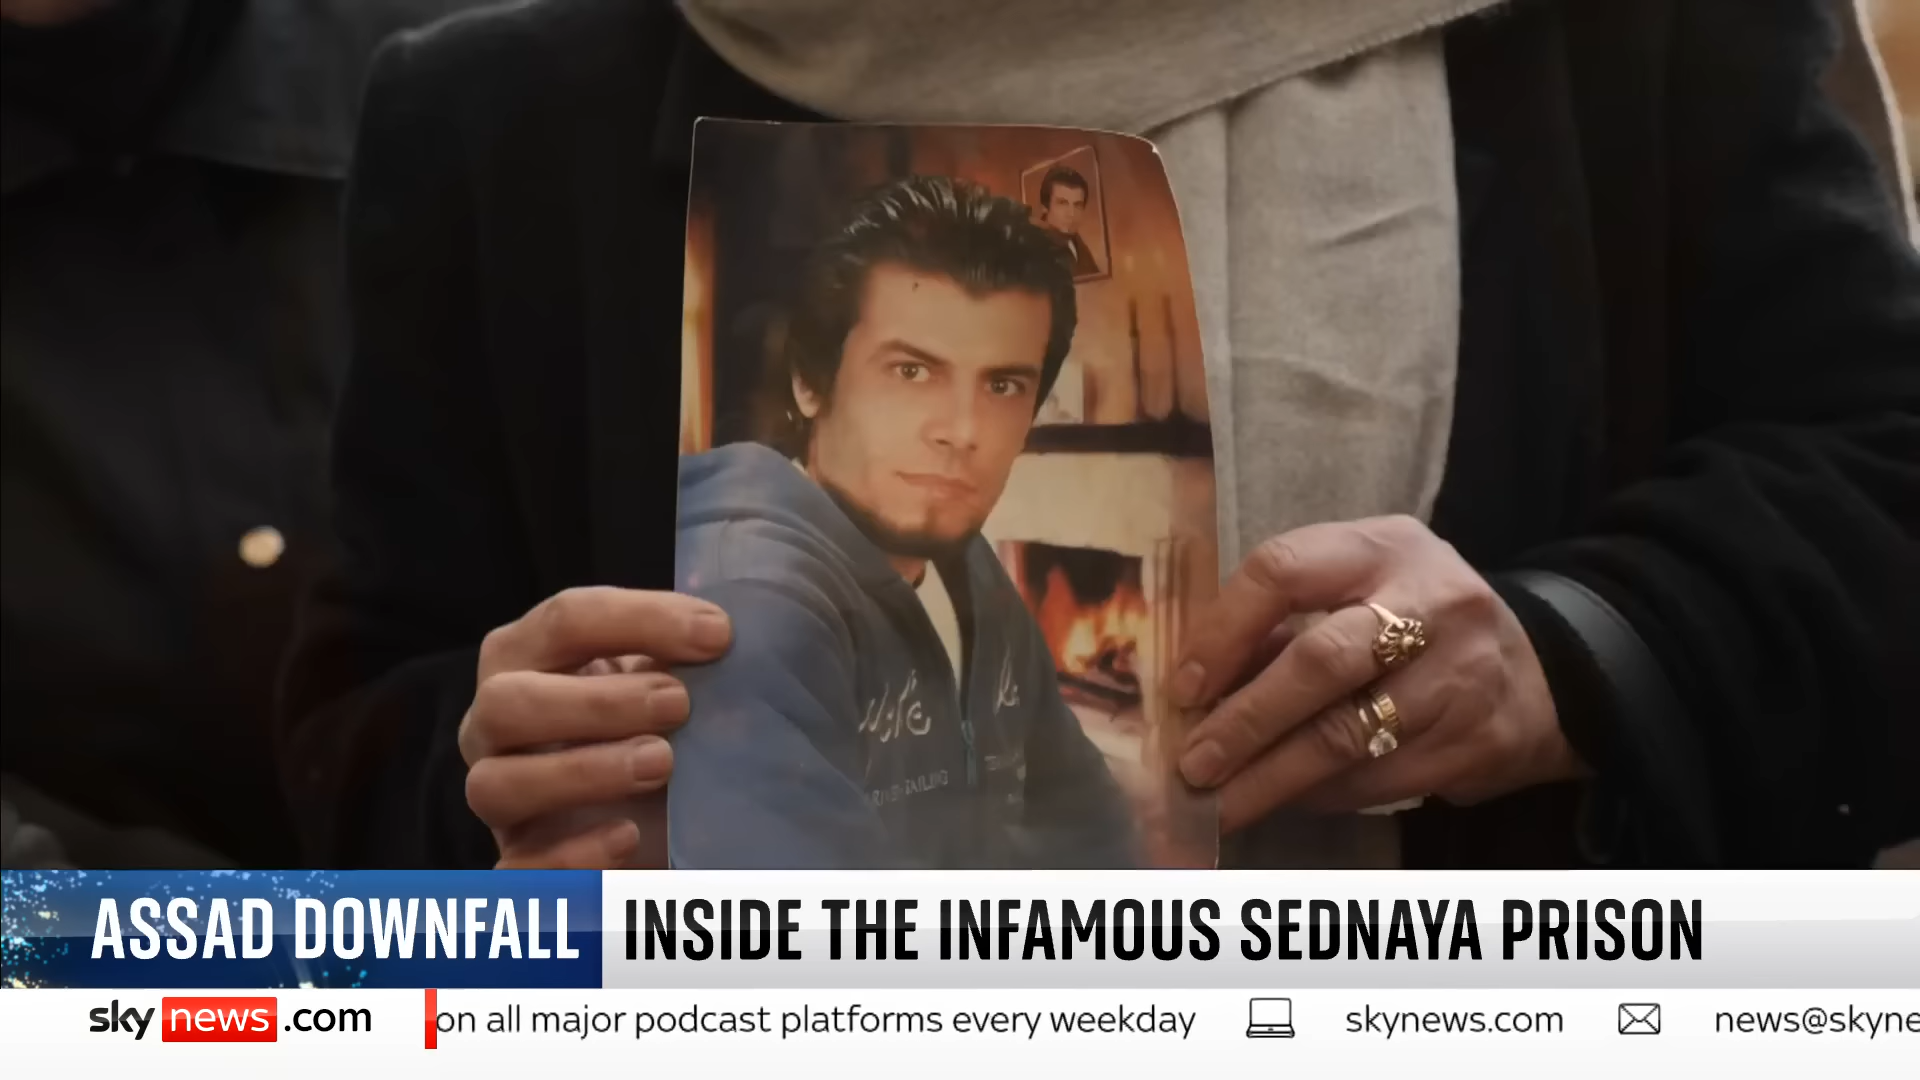 ASSAD DOWNFALL
INSIDE THE INFAMOUS SEDNAYA PRISON
sky news.com
on all major podcast platforms every weekday
skynews.com
news@skyne